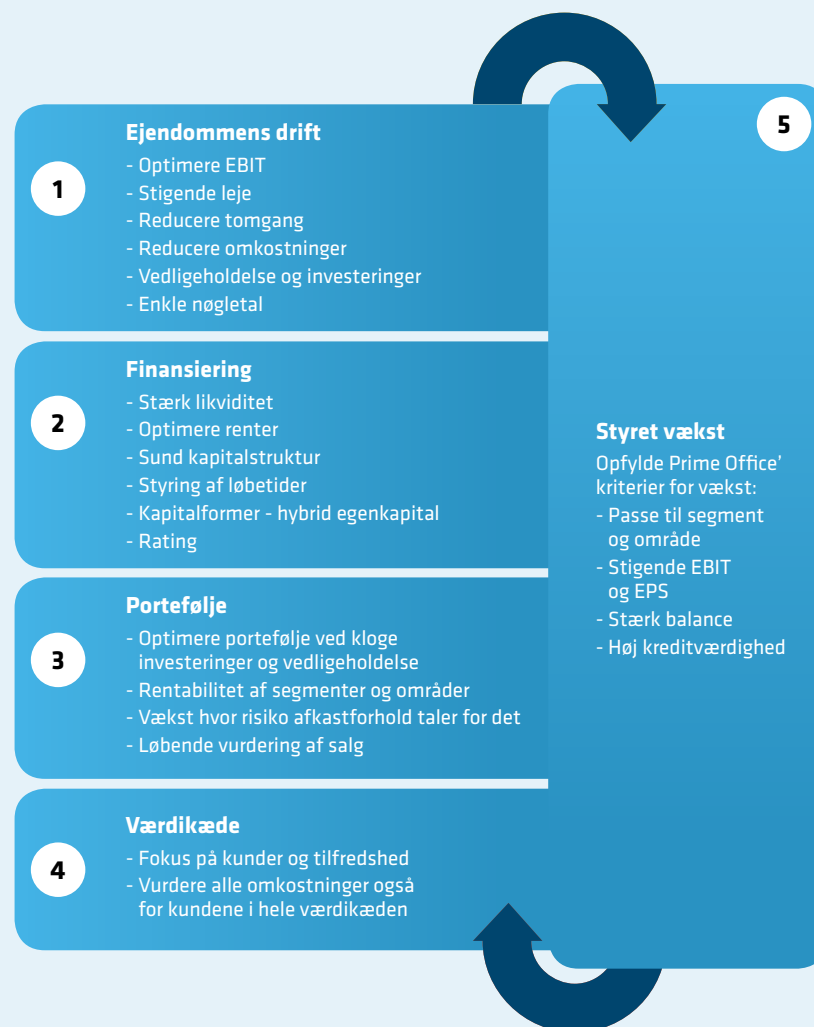 1
Ejendommens drift
- Optimere EBIT
- Stigende leje
- Reducere tomgang
- Reducere omkostninger
- Vedligeholdelse og investeringer
- Enkle nøgletal
2
Finansiering
- Stærk likviditet
- Optimere renter
- Sund kapitalstruktur
- Styring af løbetider
- Kapitalformer - hybrid egenkapital
- Rating
3
Portefølje
- Optimere portefølje ved kloge
investeringer og vedligeholdelse
- Rentabilitet af segmenter og områder
- Vækst hvor risiko afkastforhold taler for det
- Løbende vurdering af salg
4
Værdikæde
- Fokus på kunder og tilfredshed
- Vurdere alle omkostninger også
for kundene i hele værdikæden
5
Styret vækst
Opfylde Prime Office'
kriterier for vækst:
- Passe til segment
og område
- Stigende EBIT
og EPS
- Stærk balance
- Høj kreditværdighed